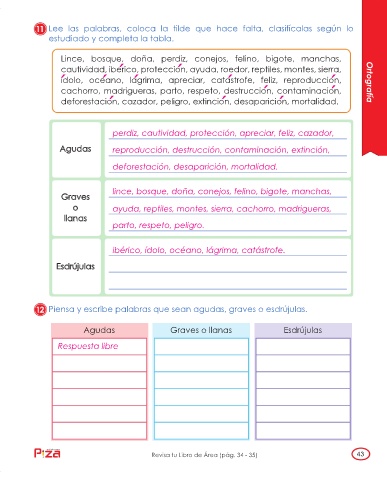 11 Lee las palabras, coloca la tilde que hace falta, clasifícalas según lo
estudiado y completa la tabla.
Lince, bosque, doña, perdiz, conejos, felino, bigote, manchas,
cautividad, ibérico, protección, ayuda, roedor, reptiles, montes, sierra,
ídolo, océano, lágrima, apreciar, catástrofe, feliz, reproducción,
cachorro, madrigueras, parto, respeto, destrucción, contaminación,
deforestación, cazador, peligro, extinción, desaparición, mortalidad.
Ortografía
Agudas
perdiz, cautividad, protección, apreciar, feliz, cazador,
reproducción, destrucción, contaminación, extinción,
deforestación, desaparición, mortalidad.
Graves
o
llanas
lince, bosque, doña, conejos, felino, bigote, manchas,
ayuda, reptiles, montes, sierra, cachorro, madrigueras,
parto, respeto, peligro.
Esdrújulas
ibérico, ídolo, océano, lágrima, catástrofe.
12 Piensa y escribe palabras que sean agudas, graves o esdrújulas.
Agudas Graves o llanas Esdrújulas
Respuesta libre
Piza
Revisa tu Libro de Área (pág. 34 - 35)
43